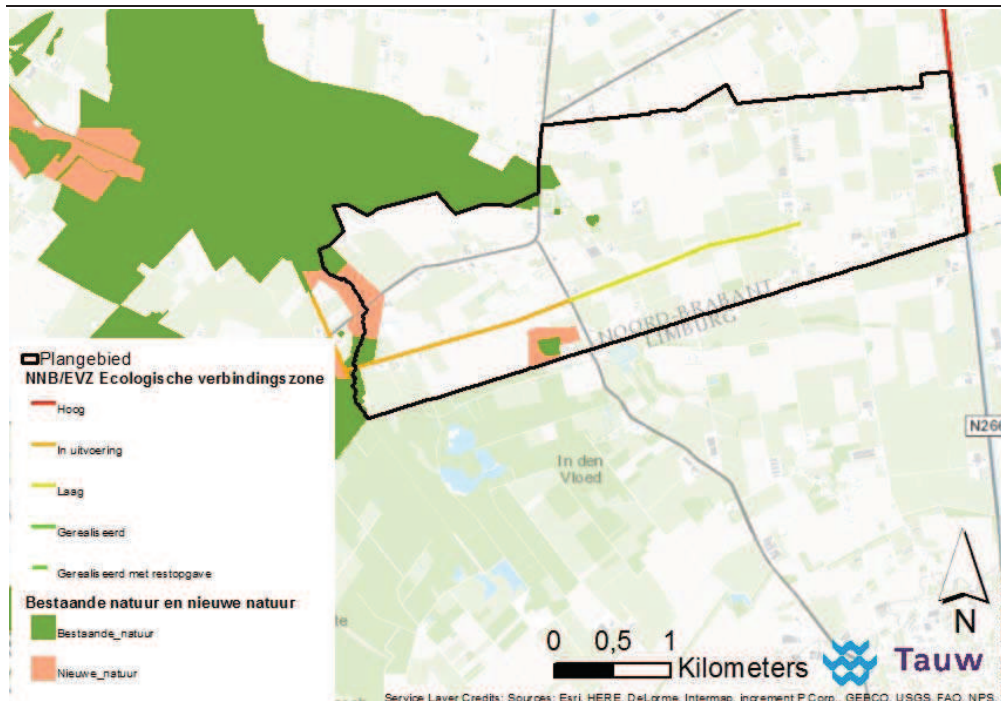 NOORD-BRABANT
LIMBURG
Plangebied
NNB/EVZ Ecologische verbindingszone
Hoog
In uitvoering
Laag
Gerealiseerd
Gerealiseerd met restopgave
Bestaande natuur en nieuwe natuur
Bestaande_natuur
Nieuwe_natuur
N266
In den
Vloed
0 0,5 1
Kilometers
N
Tauw
Service Layer Credits: Sources: Esri, HERE, DeLorme, Intermap, increment P Corp., GEBCO, USGS, FAO, NPS,